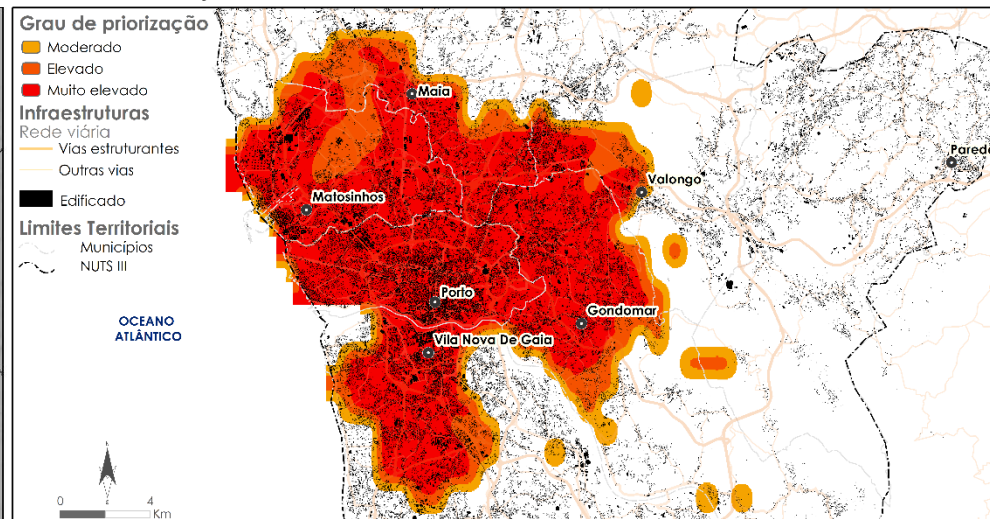 Grau de priorização
Moderado
Elevado
Muito elevado
Infraestruturas
Rede viária
Vias estruturantes
Outras vias
Edificado
Limites Territoriais
Municípios
NUTS III
Maia
Paredes
Valongo
Matosinhos
Porto
Gondomar
OCEANO
ATLÂNTICO
Vila Nova De Gaia
0 4
Km